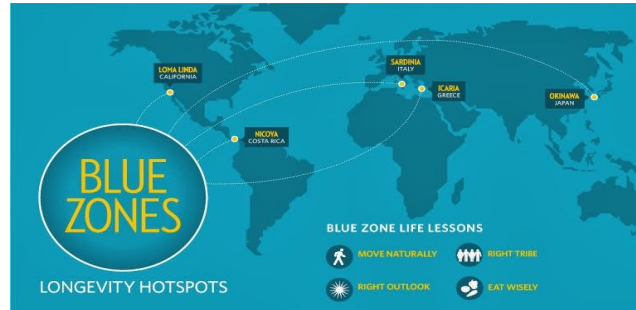 LOMA LINDA
CALIFORNIA
SARDINIA
ITALY
ICARIA
GREECE
OKINAWA
JAPAN
NICOYA
COSTA RICA
BLUE
ZONES
LONGEVITY HOTSPOTS
BLUE ZONE LIFE LESSONS
MOVE NATURALLY
RIGHT TRIBE
RIGHT OUTLOOK
EAT WISELY